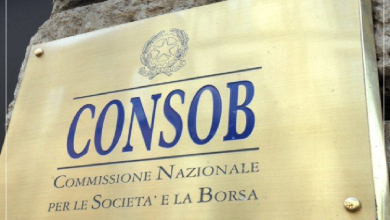 CONSOB
COMMISSIONE NAZIONALE
PER LE SOCIETA' E LA BORSA